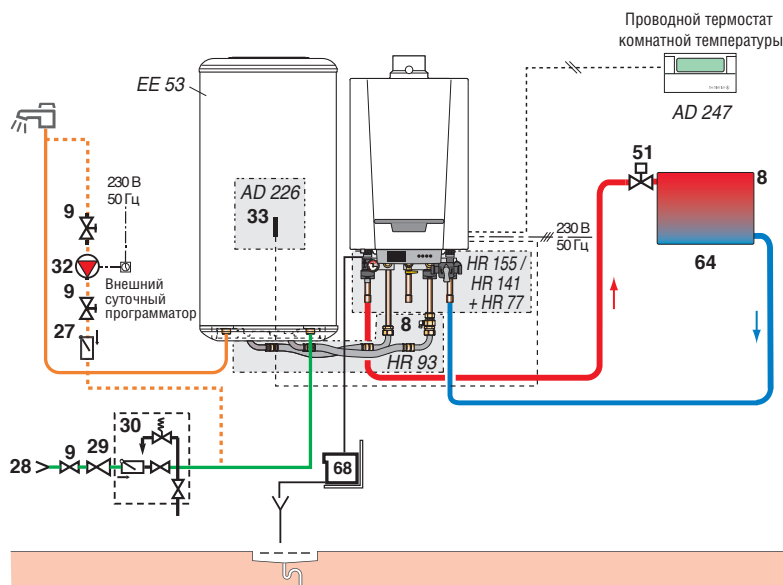 Проводной термостат
комнатной температуры
AD 247
EE 53
230 В
50 Гц
9
32
Внешний
суточный
программатор
9
27
AD 226
33
51
8
64
230 В
50 Гц
HR 155 /
HR 141
+ HR 77
8
HR 93
30
28
9
29
68